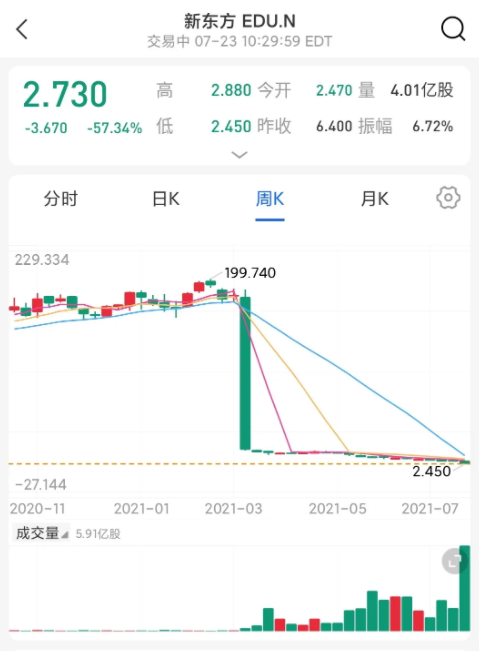 新东方 EDU.N
交易中 07-23 10:29:59 EDT
2.730 高 2.880 今开 2.470 量 4.01亿股
-3.670 -57.34% 低 2.450 昨收 6.400 振幅 6.72%
分时 日K 周K 月K
229.334
199.740
2.450
-27.144
2020-11 2021-01 2021-03 2021-05 2021-07
成交量 5.91亿股